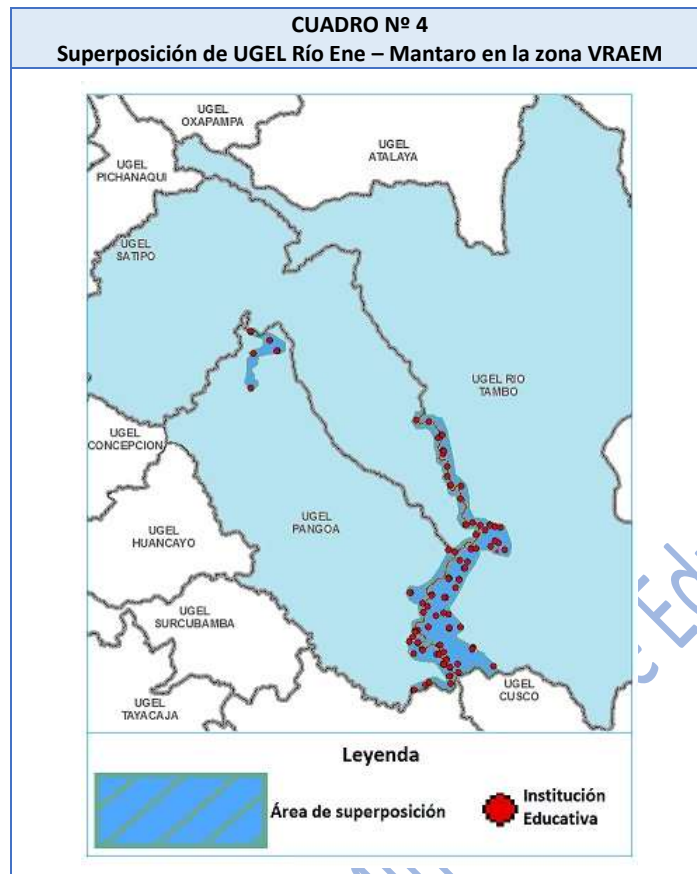 CUADRO Nº 4
Superposición de UGEL Río Ene – Mantaro en la zona VRAEM
UGEL
OXAPAMPA
UGEL
ATALAYA
UGEL
PICHANAQUI
UGEL
SATIPO
UGEL RIO
TAMBO
UGEL
CONCEPCION
UGEL
PANGOA
UGEL
HUANCAYO
UGEL
SURCUBAMBA
UGEL
CUSCO
UGEL
TAYACAJA
Leyenda
Área de superposición
Institución
Educativa